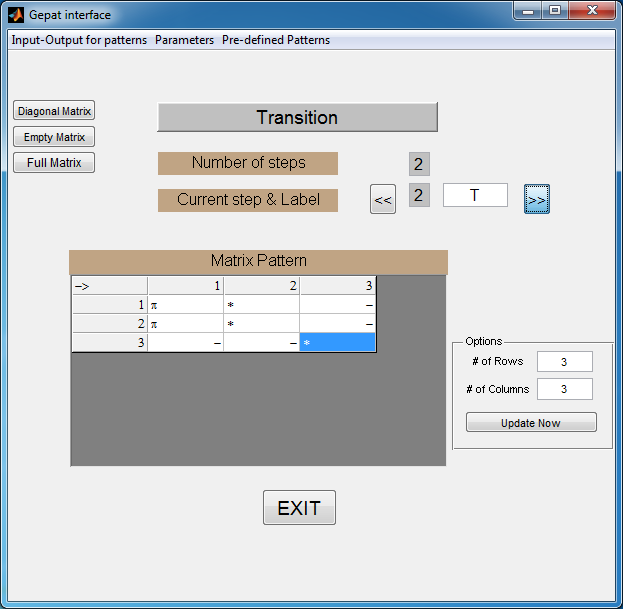 Gepat interface
Input-Output for patterns Parameters Pre-defined Patterns
Diagonal Matrix
Empty Matrix
Full Matrix
Transition
Number of steps 2
Current step & Label << 2 T >>
Matrix Pattern
–> 1 2 3
1 π * –
2 π * –
3 – – *
Options
# of Rows 3
# of Columns 3
Update Now
EXIT